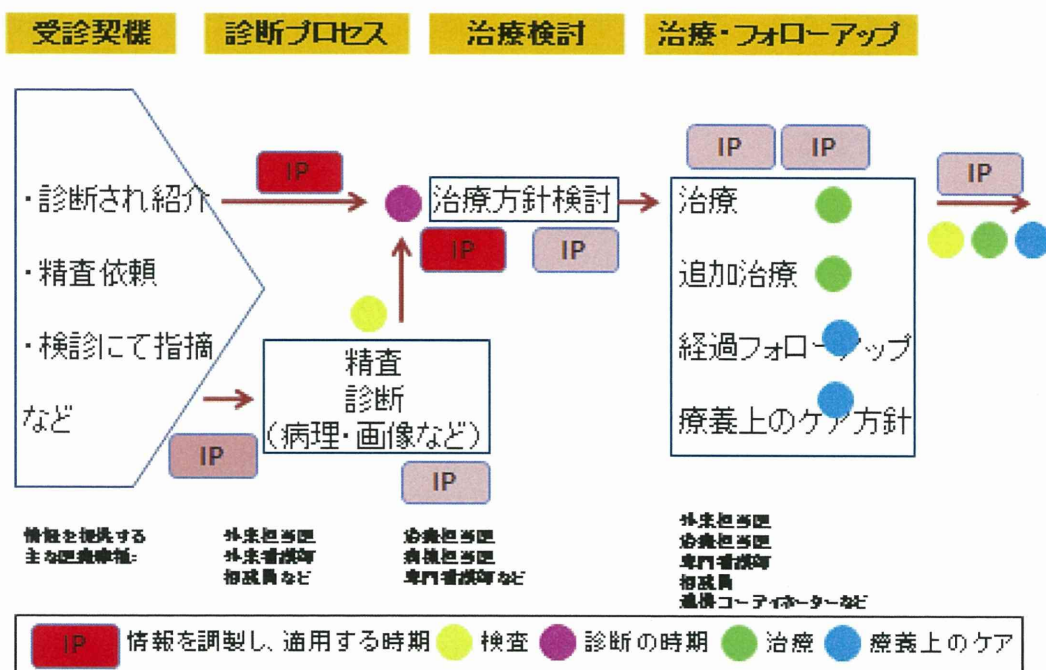 受診契機
診断プロセス
治療検討
治療・フォローアップ
・診断され紹介
・精査依頼
・検診にて指摘
など
IP
IP
精査
診断
(病理・画像など)
IP
治療方針検討
IP
IP
IP
IP
治療
追加治療
経過フォローアップ
療養上のケア方針
IP
情報を提供する
主な医療職種:
外来担当医
外来看護師
相談員など
治療担当医
病棟担当医
専門看護師など
外来担当医
治療担当医
専門看護師
相談員
連携コーディネーターなど
IP 情報を調製し、適用する時期 検査 診断の時期 治療 療養上のケア